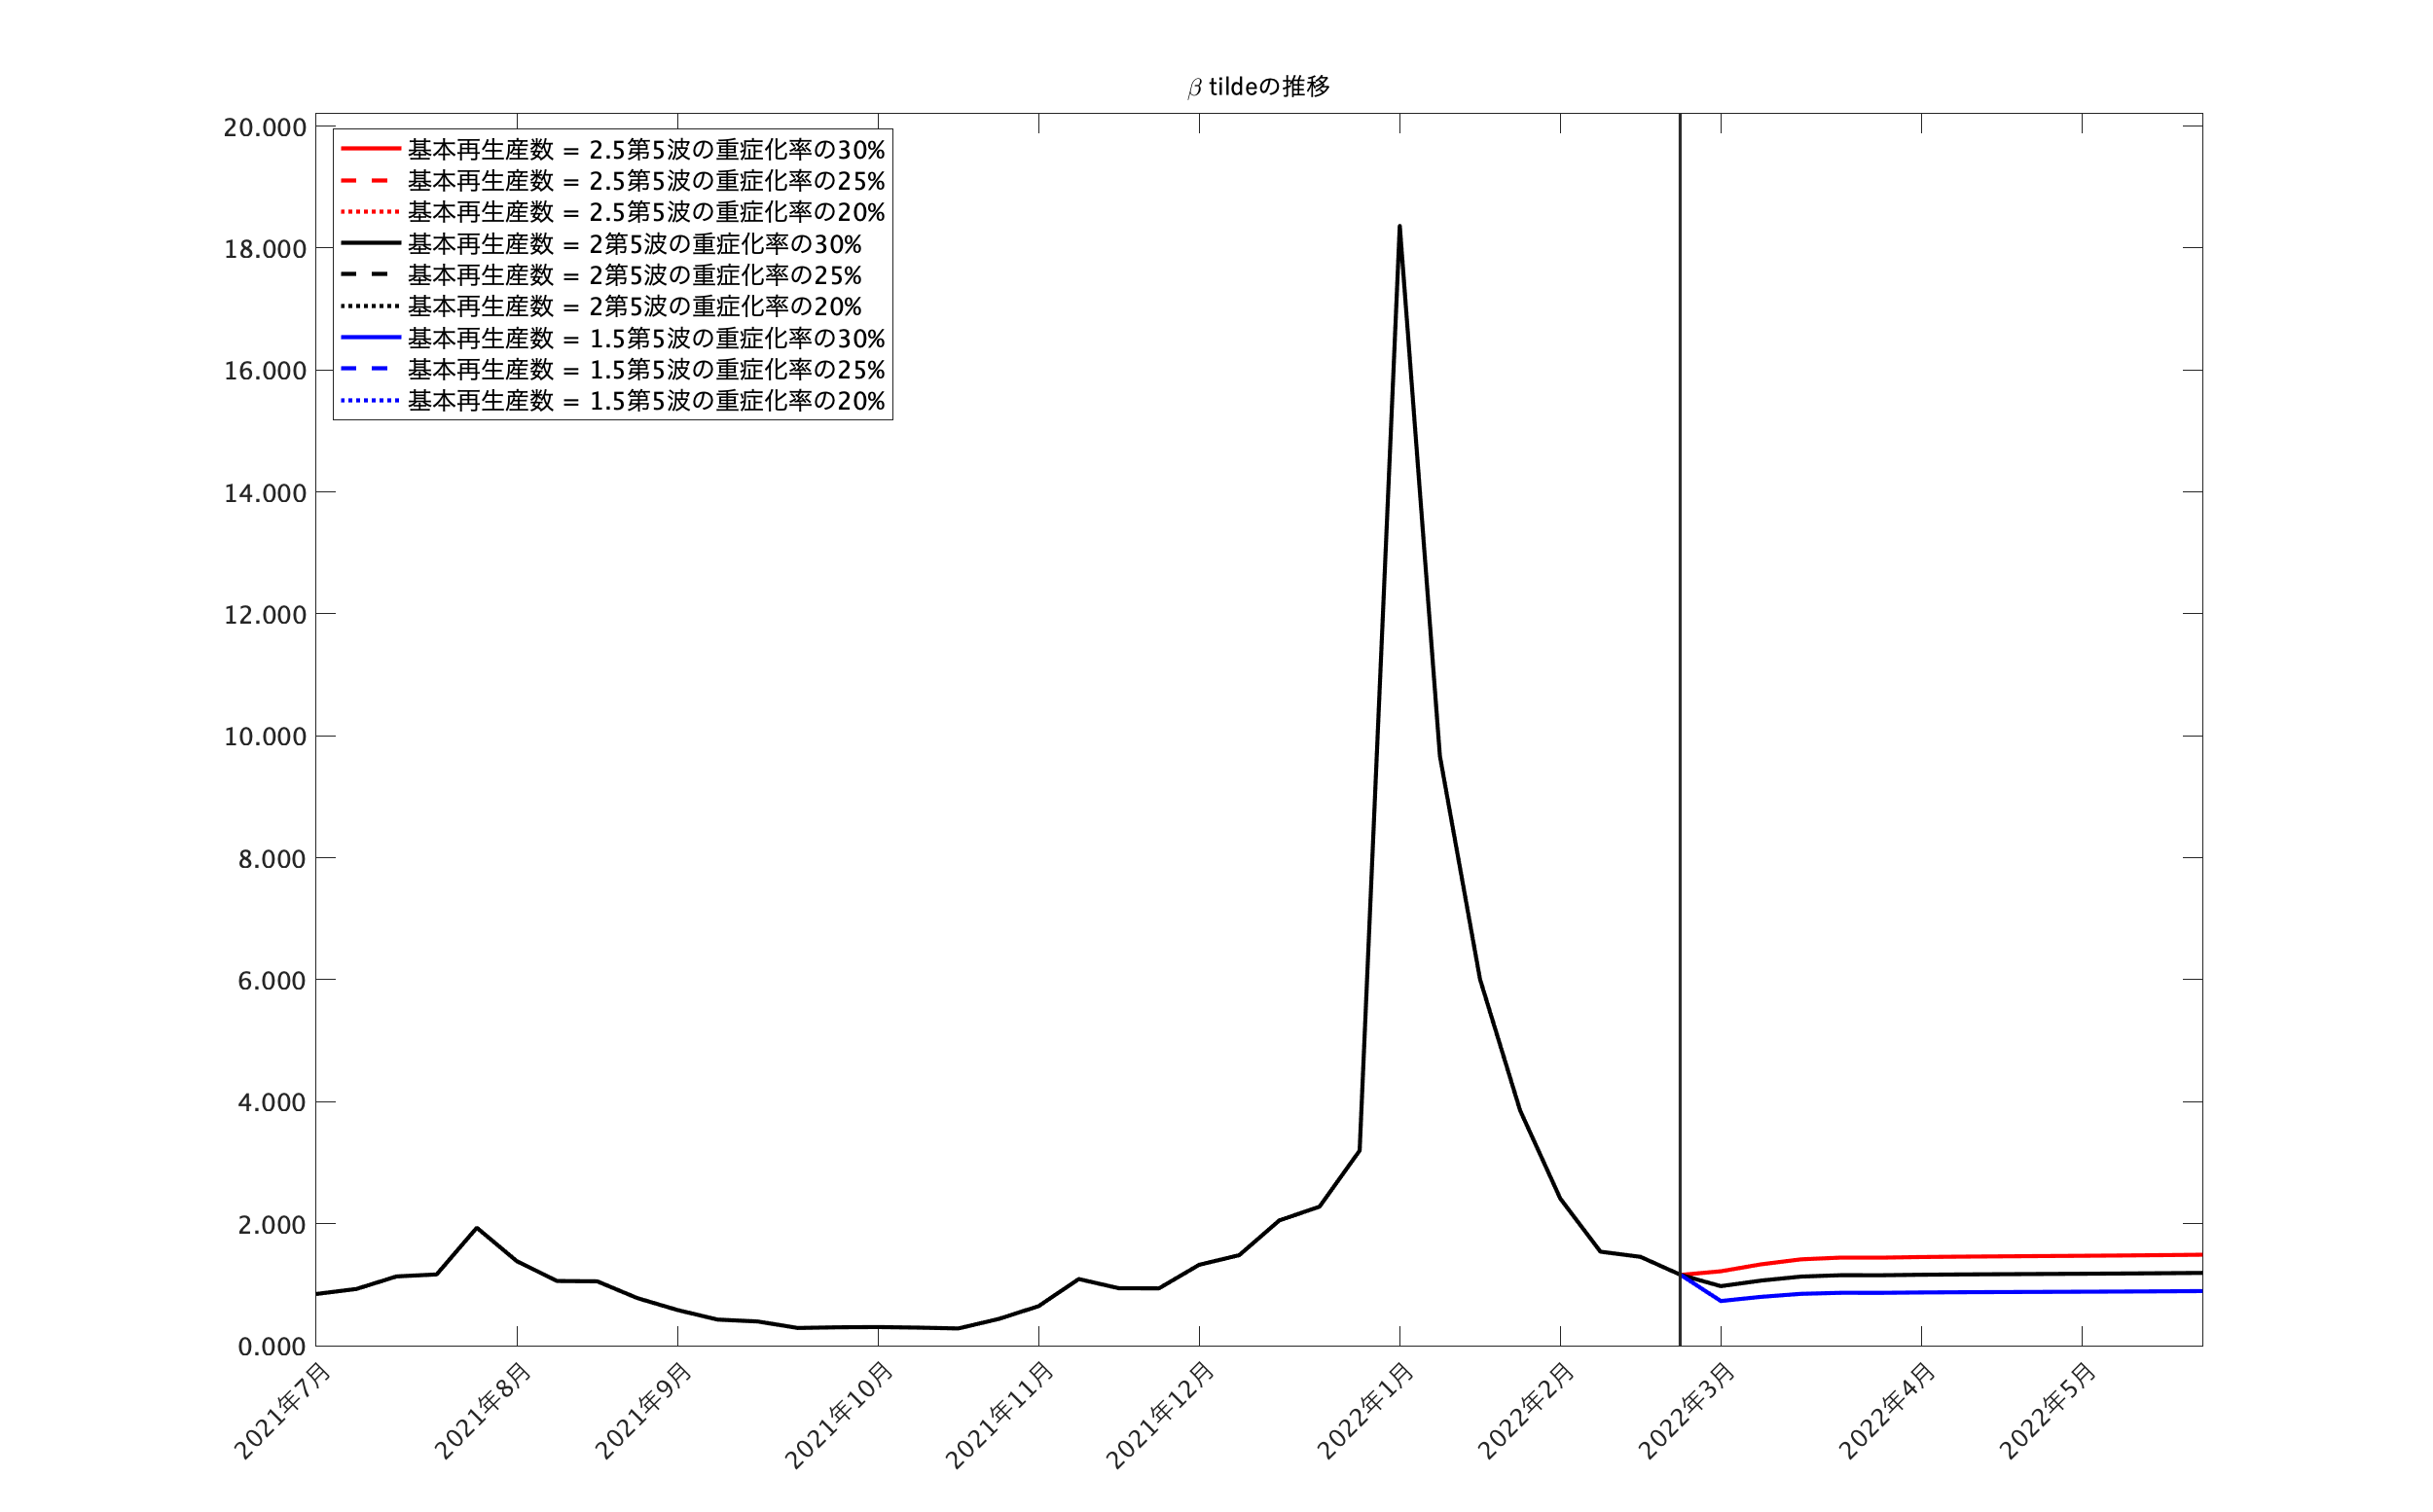 β tildeの推移
20.000
18.000
16.000
14.000
12.000
10.000
8.000
6.000
4.000
2.000
0.000
基本再生産数 = 2.5第5波の重症化率の30%
基本再生産数 = 2.5第5波の重症化率の25%
基本再生産数 = 2.5第5波の重症化率の20%
基本再生産数 = 2第5波の重症化率の30%
基本再生産数 = 2第5波の重症化率の25%
基本再生産数 = 2第5波の重症化率の20%
基本再生産数 = 1.5第5波の重症化率の30%
基本再生産数 = 1.5第5波の重症化率の25%
基本再生産数 = 1.5第5波の重症化率の20%
2021年7月
2021年8月
2021年9月
2021年10月
2021年11月
2021年12月
2022年1月
2022年2月
2022年3月
2022年4月
2022年5月